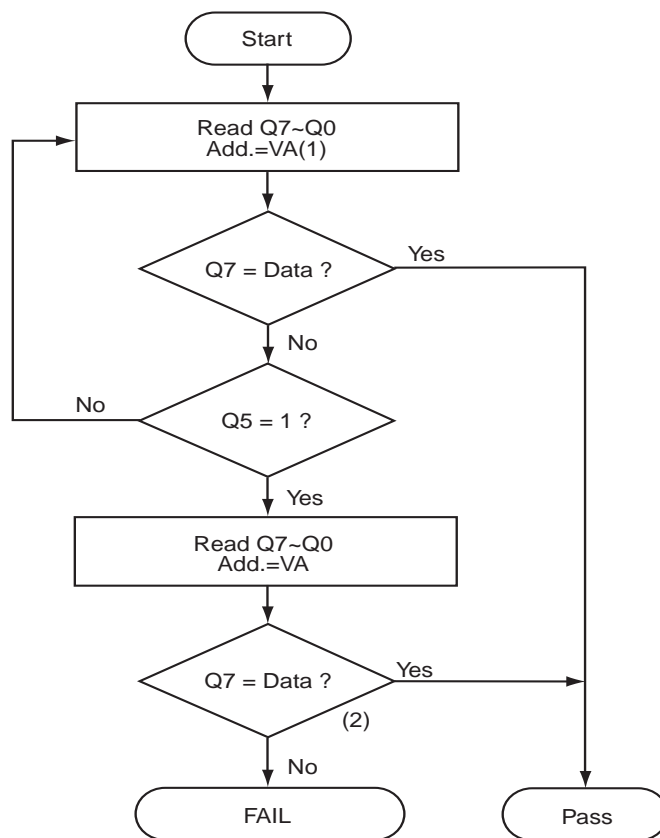 Start
Read Q7~Q0
Add.=VA(1)
Q7 = Data ?
Yes
No
No
Q5 = 1 ?
Yes
Read Q7~Q0
Add.=VA
Q7 = Data ?
Yes
(2)
No
FAIL
Pass